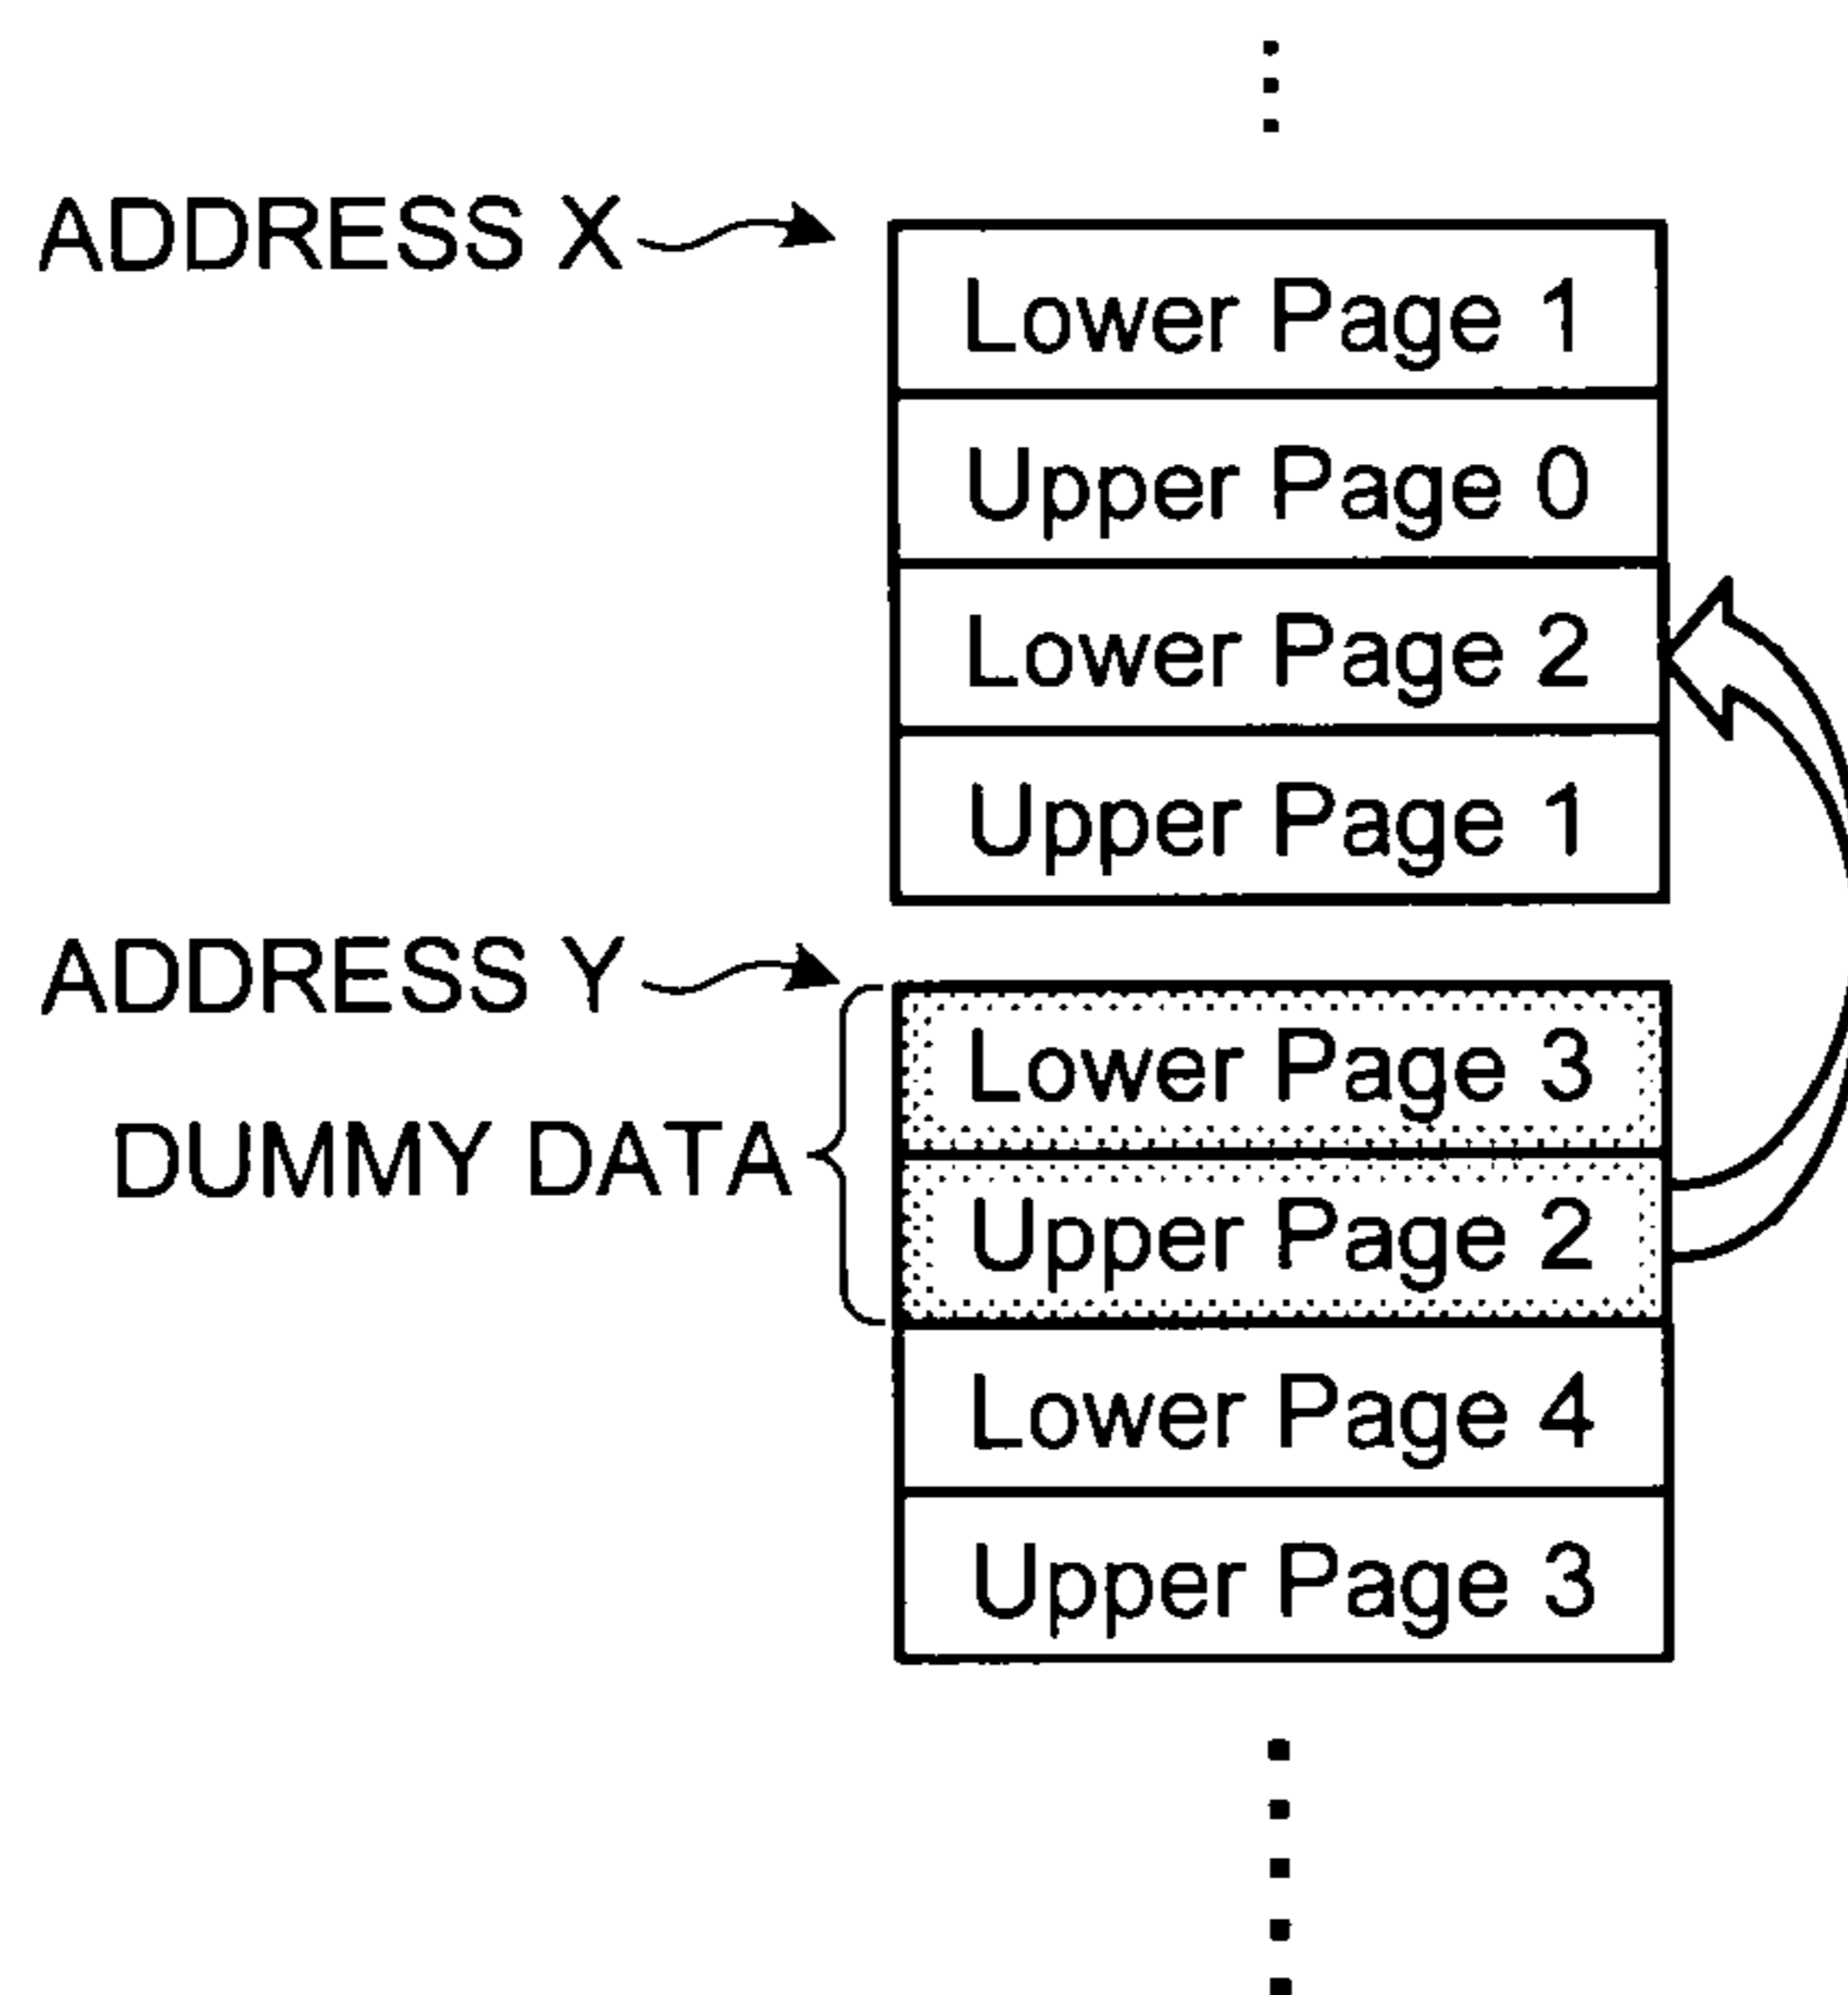 ADDRESS X
Lower Page 1
Upper Page 0
Lower Page 2
Upper Page 1
ADDRESS Y
Lower Page 3
DUMMY DATA
Upper Page 2
Lower Page 4
Upper Page 3